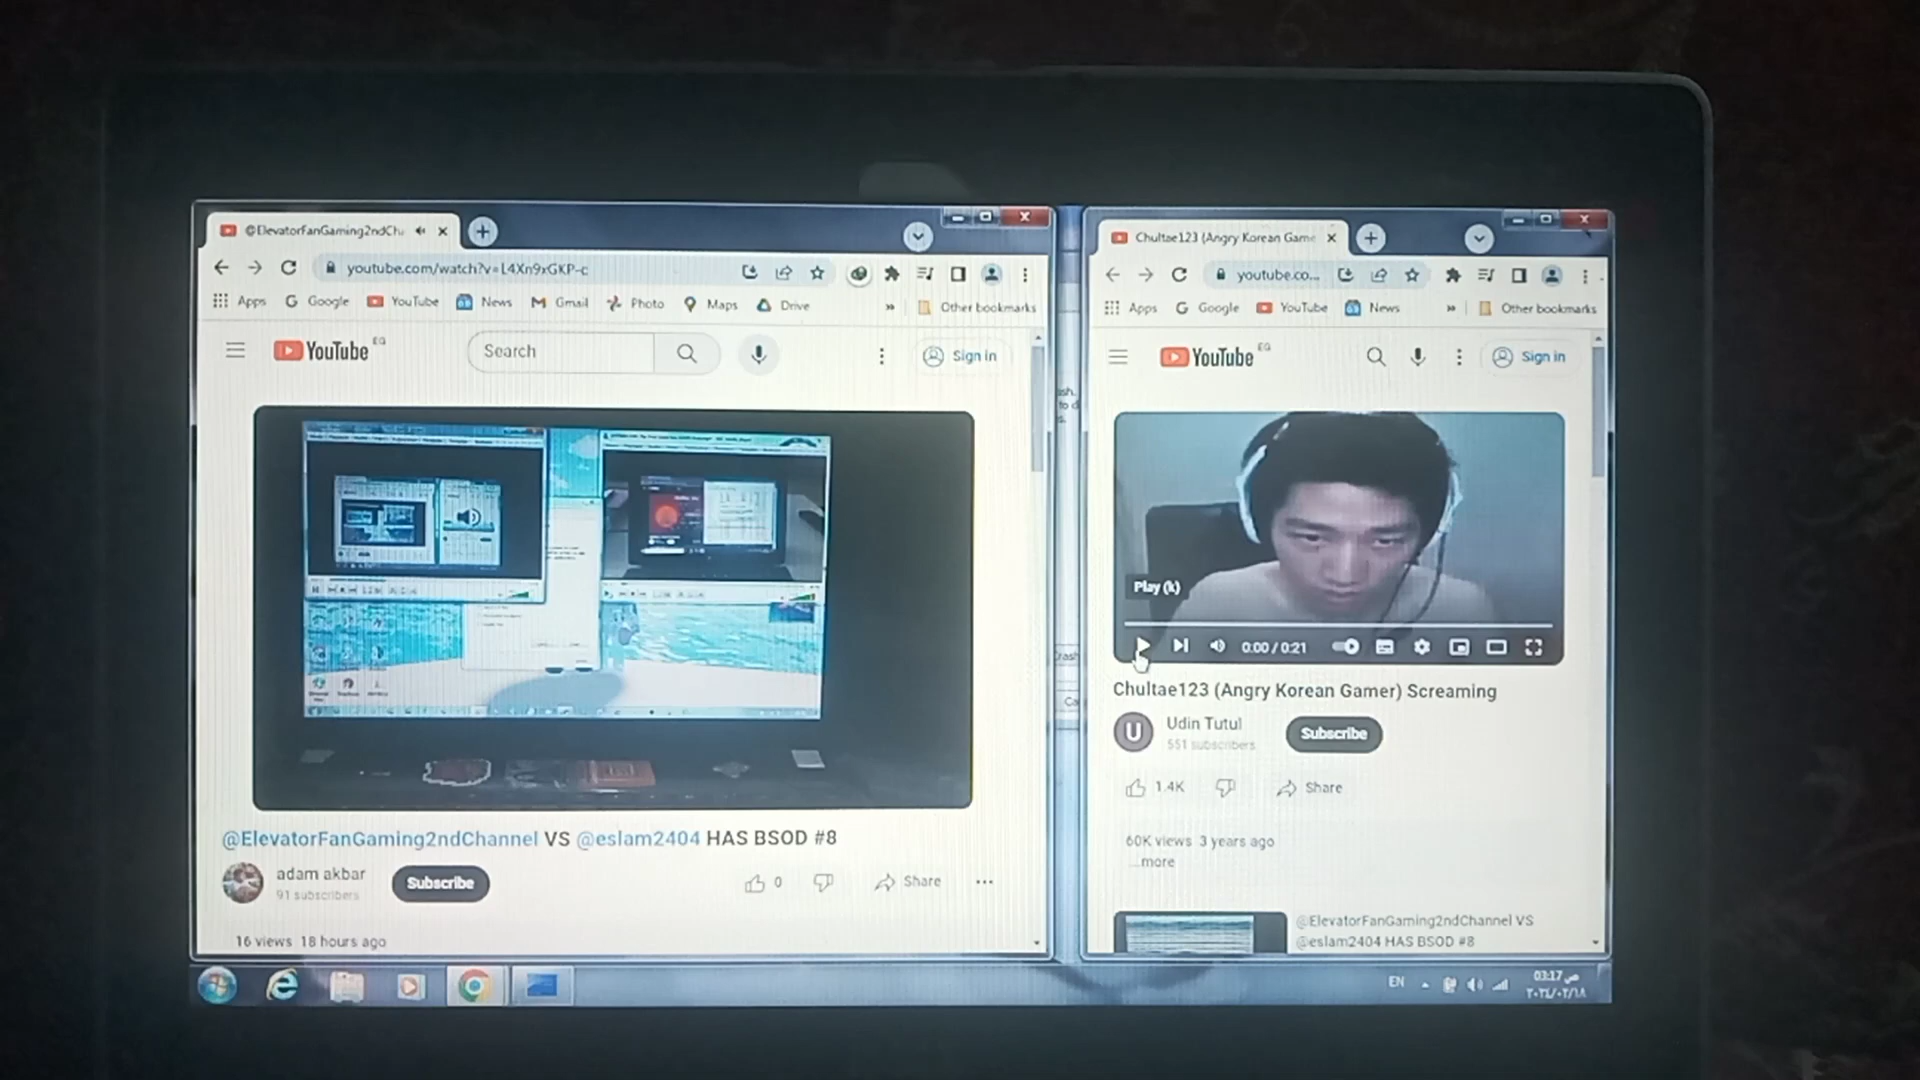 @ElevatorFanGaming2ndCh
youtube.com/watch?v=L4Xn9xGKP-c
Apps Google YouTube News Gmail Photo Maps Drive » Other bookmarks
YouTube EG
Search
Sign in
@ElevatorFanGaming2ndChannel VS @eslam2404 HAS BSOD #8
adam akbar
91 subscribers
Subscribe
0
Share
16 views 18 hours ago
Chultae123 (Angry Korean Game
youtube.co...
Apps Google YouTube News » Other bookmarks
YouTube EG
Sign in
Play (k)
0:00 / 0:21
Chultae123 (Angry Korean Gamer) Screaming
U
Udin Tutul
551 subscribers
Subscribe
1.4K
Share
60K views 3 years ago
...more
@ElevatorFanGaming2ndChannel VS
@eslam2404 HAS BSOD #8
EN
03:17 ص